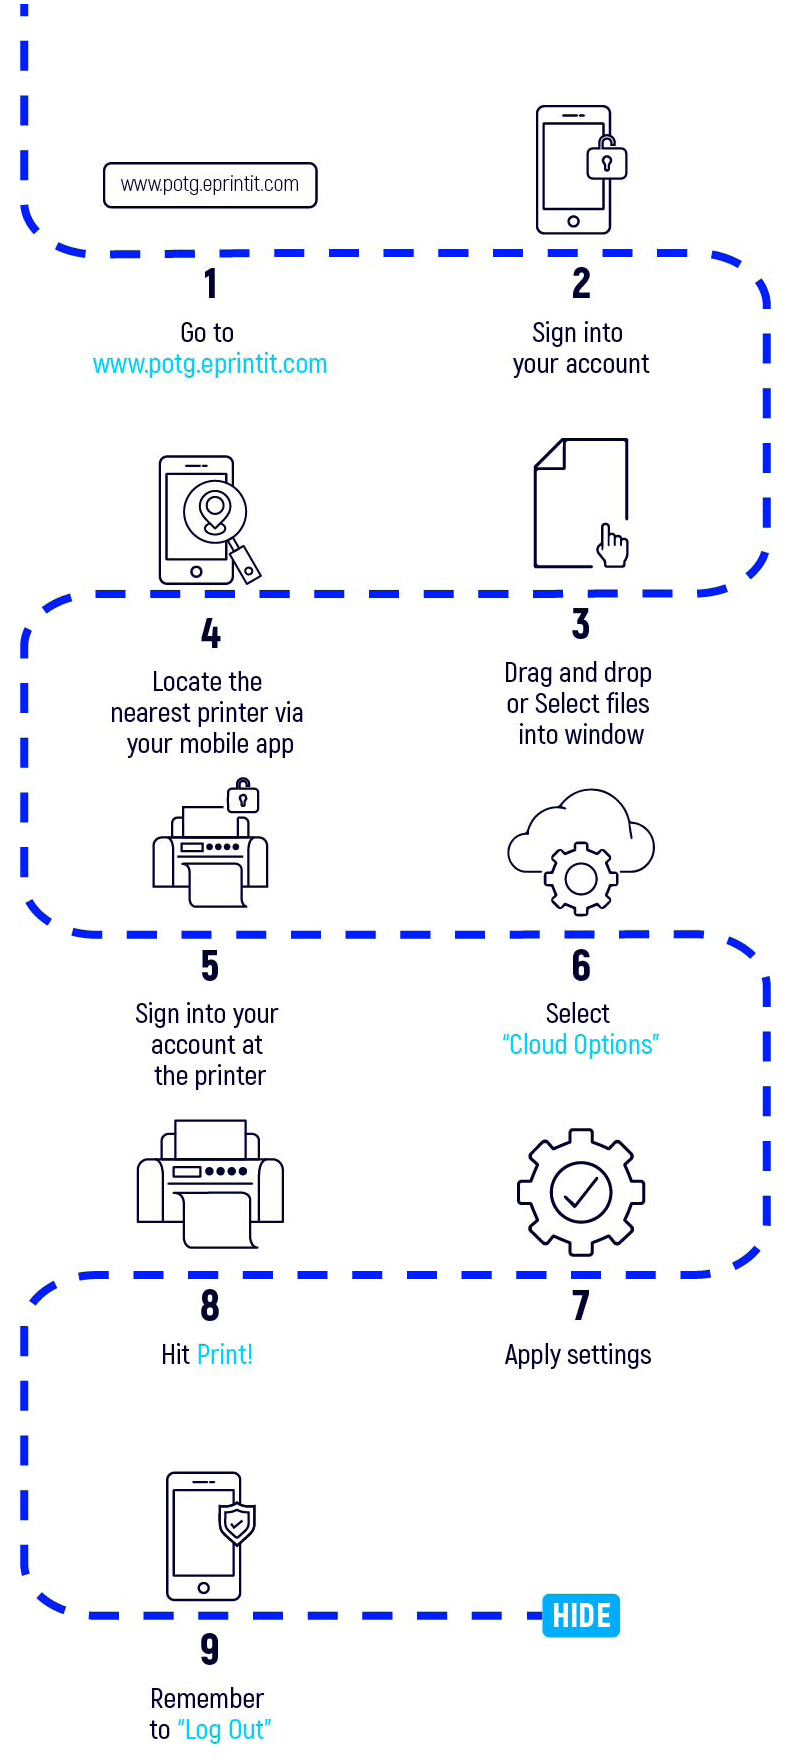 www.potg.eprintit.com
1
Go to
www.potg.eprintit.com
2
Sign into
your account
3
Drag and drop
or Select files
into window
4
Locate the
nearest printer via
your mobile app
5
Sign into your
account at
the printer
6
Select
“Cloud Options”
7
Apply settings
8
Hit Print!
HIDE
9
Remember
to “Log Out”